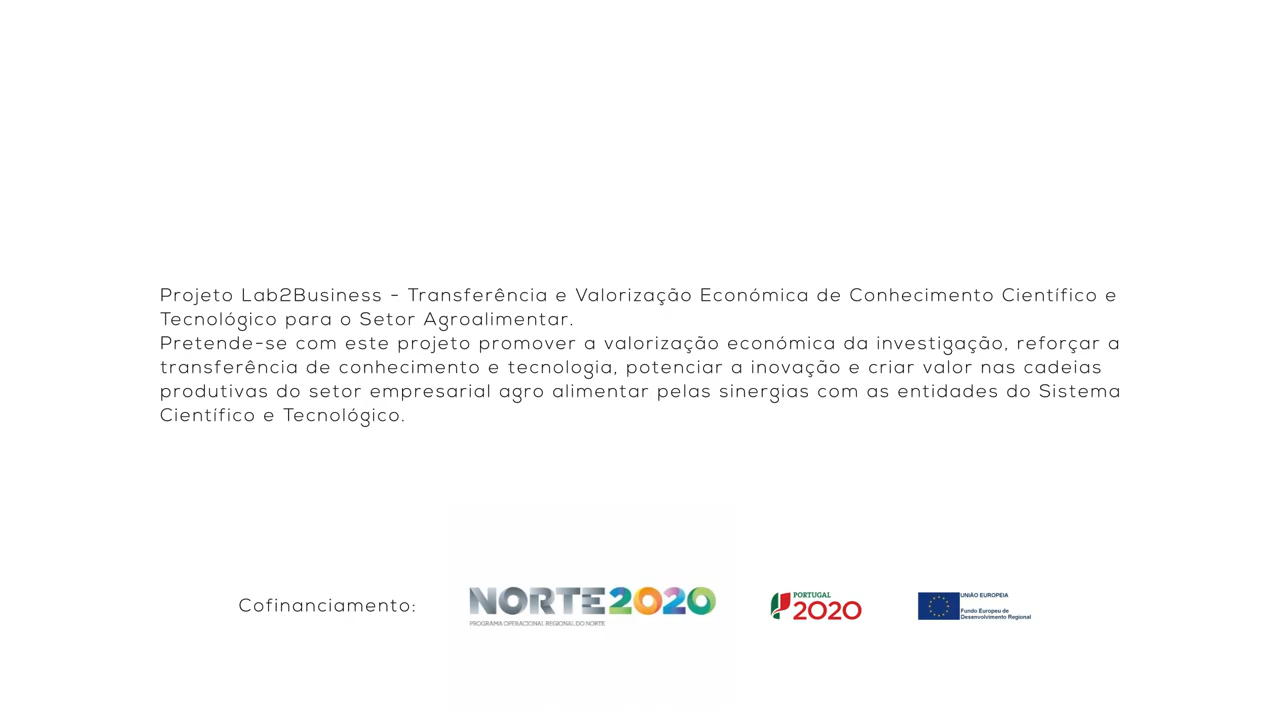 Projeto Lab2Business - Transferência e Valorização Económica de Conhecimento Científico e
Tecnológico para o Setor Agroalimentar.
Pretende-se com este projeto promover a valorização económica da investigação, reforçar a
transferência de conhecimento e tecnologia, potenciar a inovação e criar valor nas cadeias
produtivas do setor empresarial agro alimentar pelas sinergias com as entidades do Sistema
Científico e Tecnológico.
Cofinanciamento:
NORTE2020
PROGRAMA OPERACIONAL REGIONAL DO NORTE
PORTUGAL
2020
UNIÃO EUROPEIA
Fundo Europeu de
Desenvolvimento Regional